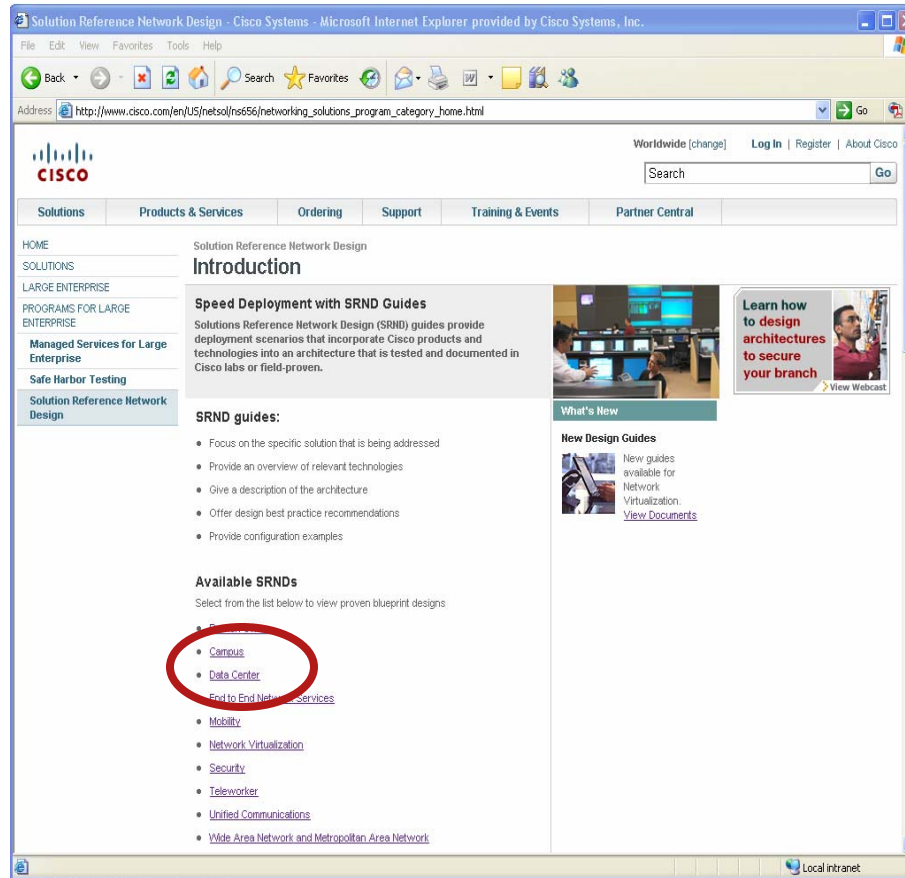 Solution Reference Network Design - Cisco Systems - Microsoft Internet Explorer provided by Cisco Systems, Inc.
File Edit View Favorites Tools Help
Back Search Favorites
Address http://www.cisco.com/en/US/netsol/ns656/networking_solutions_program_category_home.html Go
Worldwide [change] Log In | Register | About Cisco
CISCO
Search Go
Solutions Products & Services Ordering Support Training & Events Partner Central
HOME
SOLUTIONS
LARGE ENTERPRISE
PROGRAMS FOR LARGE
ENTERPRISE
Managed Services for Large
Enterprise
Safe Harbor Testing
Solution Reference Network
Design
Solution Reference Network Design
Introduction
Speed Deployment with SRND Guides
Solutions Reference Network Design (SRND) guides provide
deployment scenarios that incorporate Cisco products and
technologies into an architecture that is tested and documented in
Cisco labs or field-proven.
SRND guides:
• Focus on the specific solution that is being addressed
• Provide an overview of relevant technologies
• Give a description of the architecture
• Offer design best practice recommendations
• Provide configuration examples
Available SRNDs
Select from the list below to view proven blueprint designs
• Campus
• Data Center
• End to End Network Services
• Mobility
• Network Virtualization
• Security
• Teleworker
• Unified Communications
• Wide Area Network and Metropolitan Area Network
What's New
New Design Guides
New guides
available for
Network
Virtualization.
View Documents
Learn how
to design
architectures
to secure
your branch
View Webcast
Local intranet